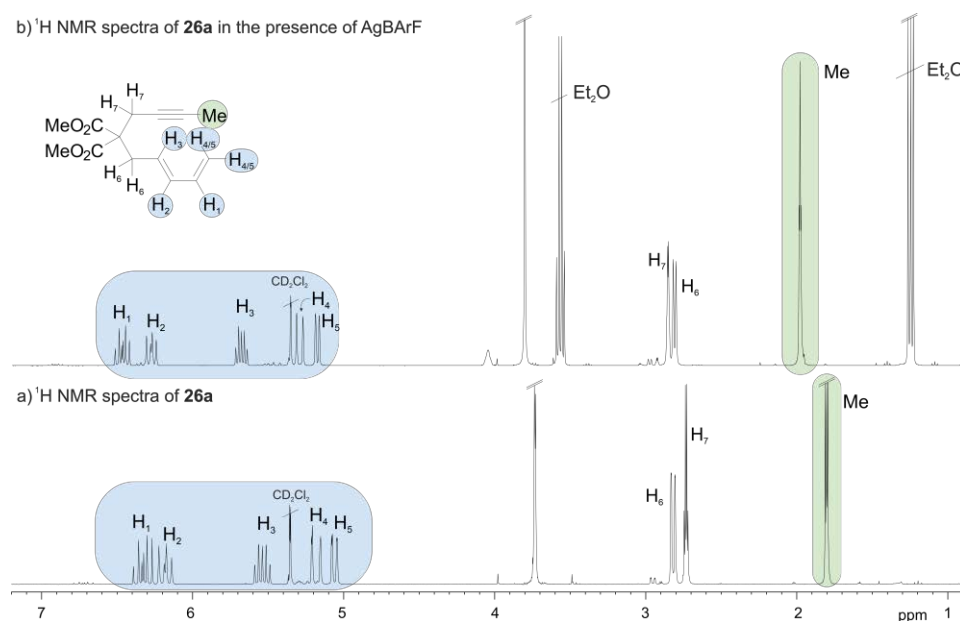 b) ¹H NMR spectra of 26a in the presence of AgBArF
Me
Et₂O
Et₂O
H₇
H₇
Me
MeO₂C
MeO₂C
H₃
H₄/₅
H₄/₅
H₆
H₆
H₂
H₁
H₇
H₆
CD₂Cl₂
H₁
H₂
H₃
H₄
H₅
a) ¹H NMR spectra of 26a
Me
H₇
H₆
CD₂Cl₂
H₁
H₂
H₃
H₄
H₅
7 6 5 4 3 2 ppm 1